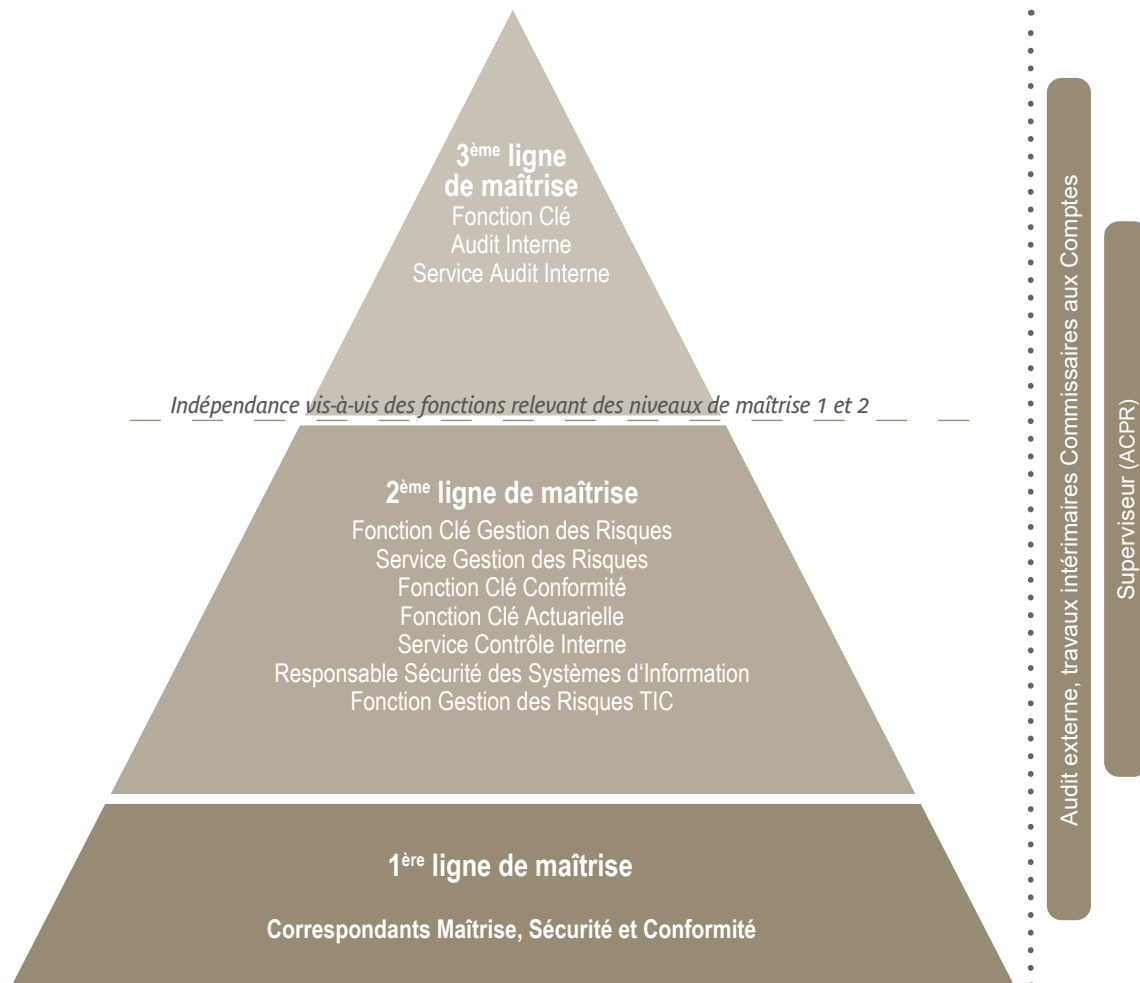 3ème ligne
de maîtrise
Fonction Clé
Audit Interne
Service Audit Interne
Indépendance vis-à-vis des fonctions relevant des niveaux de maîtrise 1 et 2
2ème ligne de maîtrise
Fonction Clé Gestion des Risques
Service Gestion des Risques
Fonction Clé Conformité
Fonction Clé Actuarielle
Service Contrôle Interne
Responsable Sécurité des Systèmes d‘Information
Fonction Gestion des Risques TIC
1ère ligne de maîtrise
Correspondants Maîtrise, Sécurité et Conformité
Audit externe, travaux intérimaires Commissaires aux Comptes
Superviseur (ACPR)